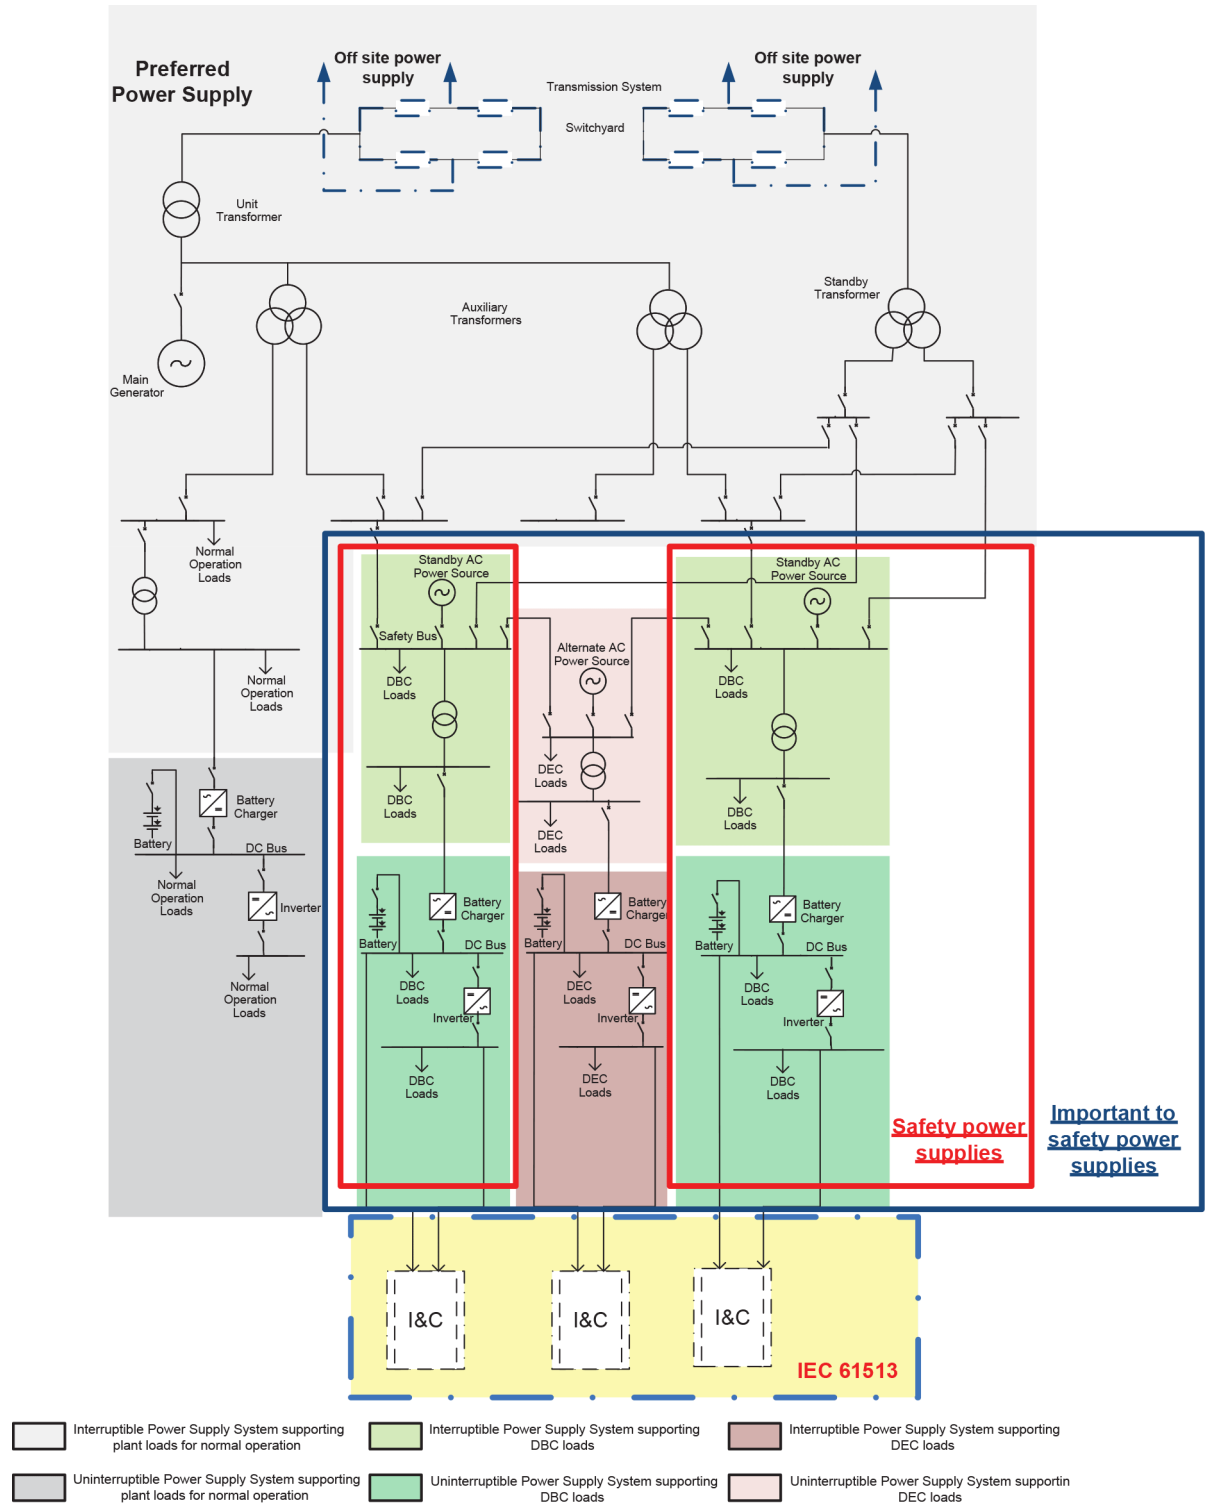 Preferred
Power Supply
Off site power
supply
Off site power
supply
Transmission System
Switchyard
Unit
Transformer
Auxiliary
Transformers
Standby
Transformer
Main
Generator
Normal
Operation
Loads
Normal
Operation
Loads
Standby AC
Power Source
Standby AC
Power Source
Safety Bus
Alternate AC
Power Source
DBC
Loads
DBC
Loads
DEC
Loads
DBC
Loads
DEC
Loads
DBC
Loads
Battery
Charger
Battery
DC Bus
Normal
Operation
Loads
Inverter
Normal
Operation
Loads
Battery
Charger
Battery
DC Bus
DBC
Loads
Inverter
DBC
Loads
Battery
Charger
Battery
DC Bus
DEC
Loads
Inverter
DEC
Loads
Battery
Charger
Battery
DC Bus
DBC
Loads
Inverter
DBC
Loads
Safety power
supplies
Important to
safety power
supplies
I&C
I&C
I&C
IEC 61513
Interruptible Power Supply System supporting
plant loads for normal operation
Interruptible Power Supply System supporting
DBC loads
Interruptible Power Supply System supporting
DEC loads
Uninterruptible Power Supply System supporting
plant loads for normal operation
Uninterruptible Power Supply System supporting
DBC loads
Uninterruptible Power Supply System supportin
DEC loads